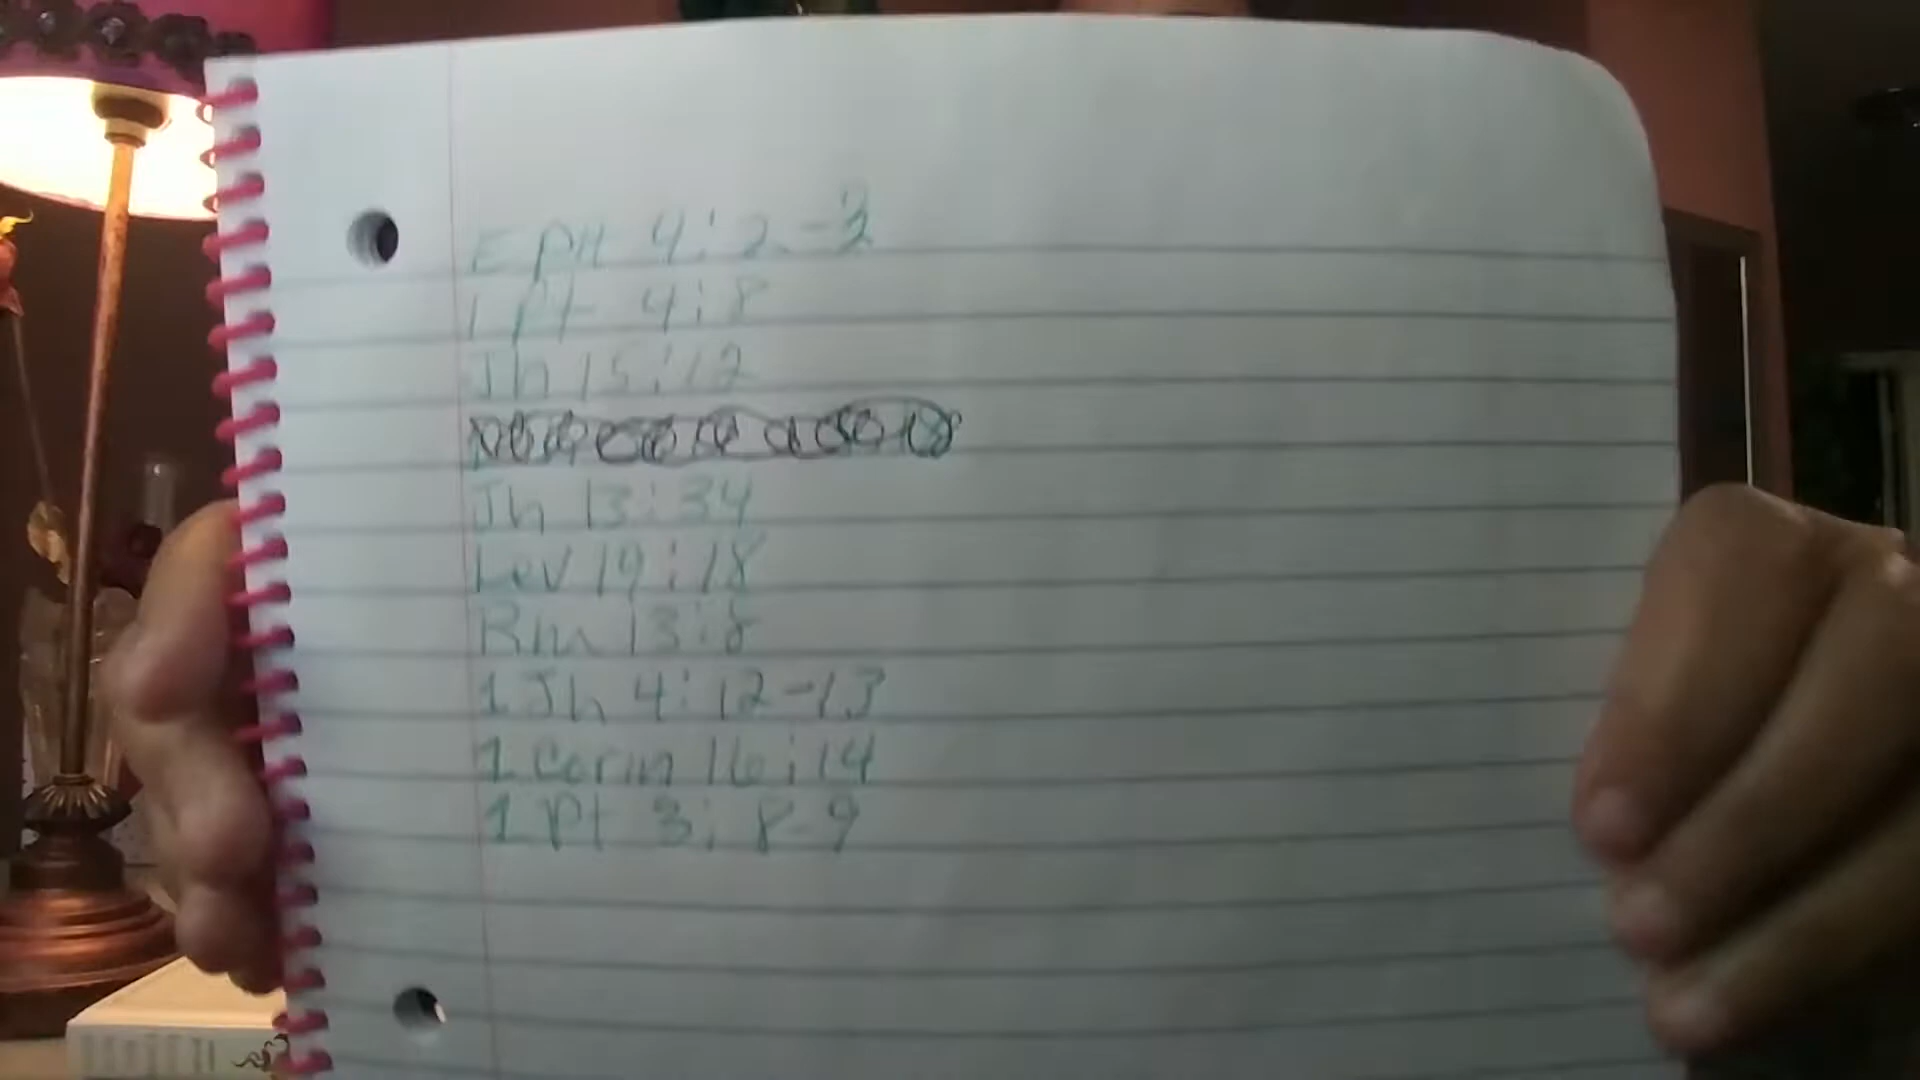 Eph 4:2-3
1 Pt 4:8
Jh 15:12
Jh 13:34
Lev 19:18
Rm 13:8
1 Jh 4:12-13
1 Corin 16:14
1 Pt 3:8-9